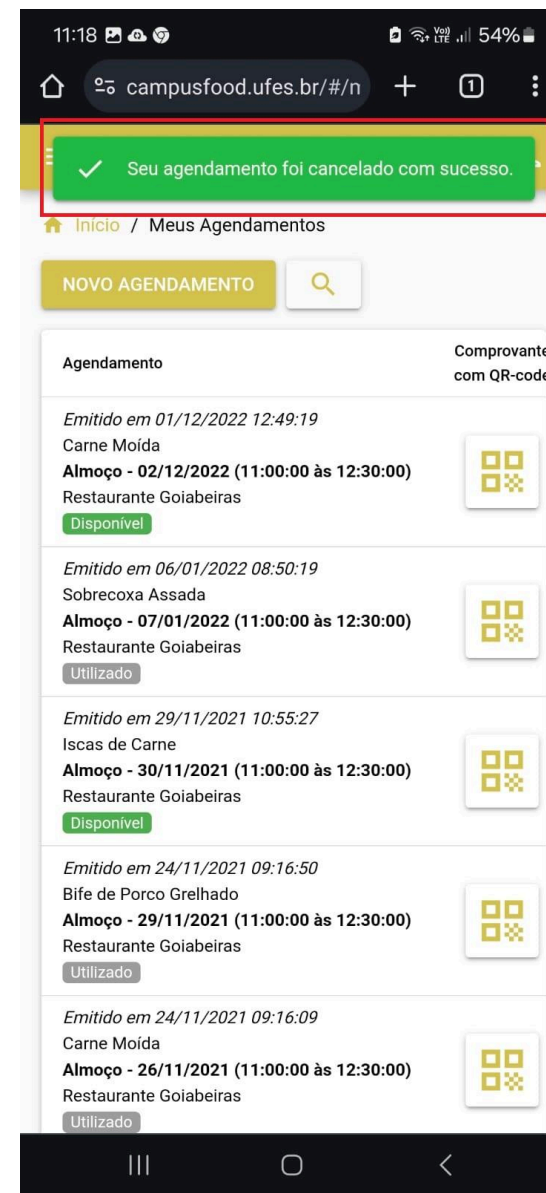 11:18
Vo)) LTE 54%
campusfood.ufes.br/#/n
1
Seu agendamento foi cancelado com sucesso.
Início / Meus Agendamentos
NOVO AGENDAMENTO
Agendamento
Comprovante
com QR-code
Emitido em 01/12/2022 12:49:19
Carne Moída
Almoço - 02/12/2022 (11:00:00 às 12:30:00)
Restaurante Goiabeiras
Disponível
Emitido em 06/01/2022 08:50:19
Sobrecoxa Assada
Almoço - 07/01/2022 (11:00:00 às 12:30:00)
Restaurante Goiabeiras
Utilizado
Emitido em 29/11/2021 10:55:27
Iscas de Carne
Almoço - 30/11/2021 (11:00:00 às 12:30:00)
Restaurante Goiabeiras
Disponível
Emitido em 24/11/2021 09:16:50
Bife de Porco Grelhado
Almoço - 29/11/2021 (11:00:00 às 12:30:00)
Restaurante Goiabeiras
Utilizado
Emitido em 24/11/2021 09:16:09
Carne Moída
Almoço - 26/11/2021 (11:00:00 às 12:30:00)
Restaurante Goiabeiras
Utilizado